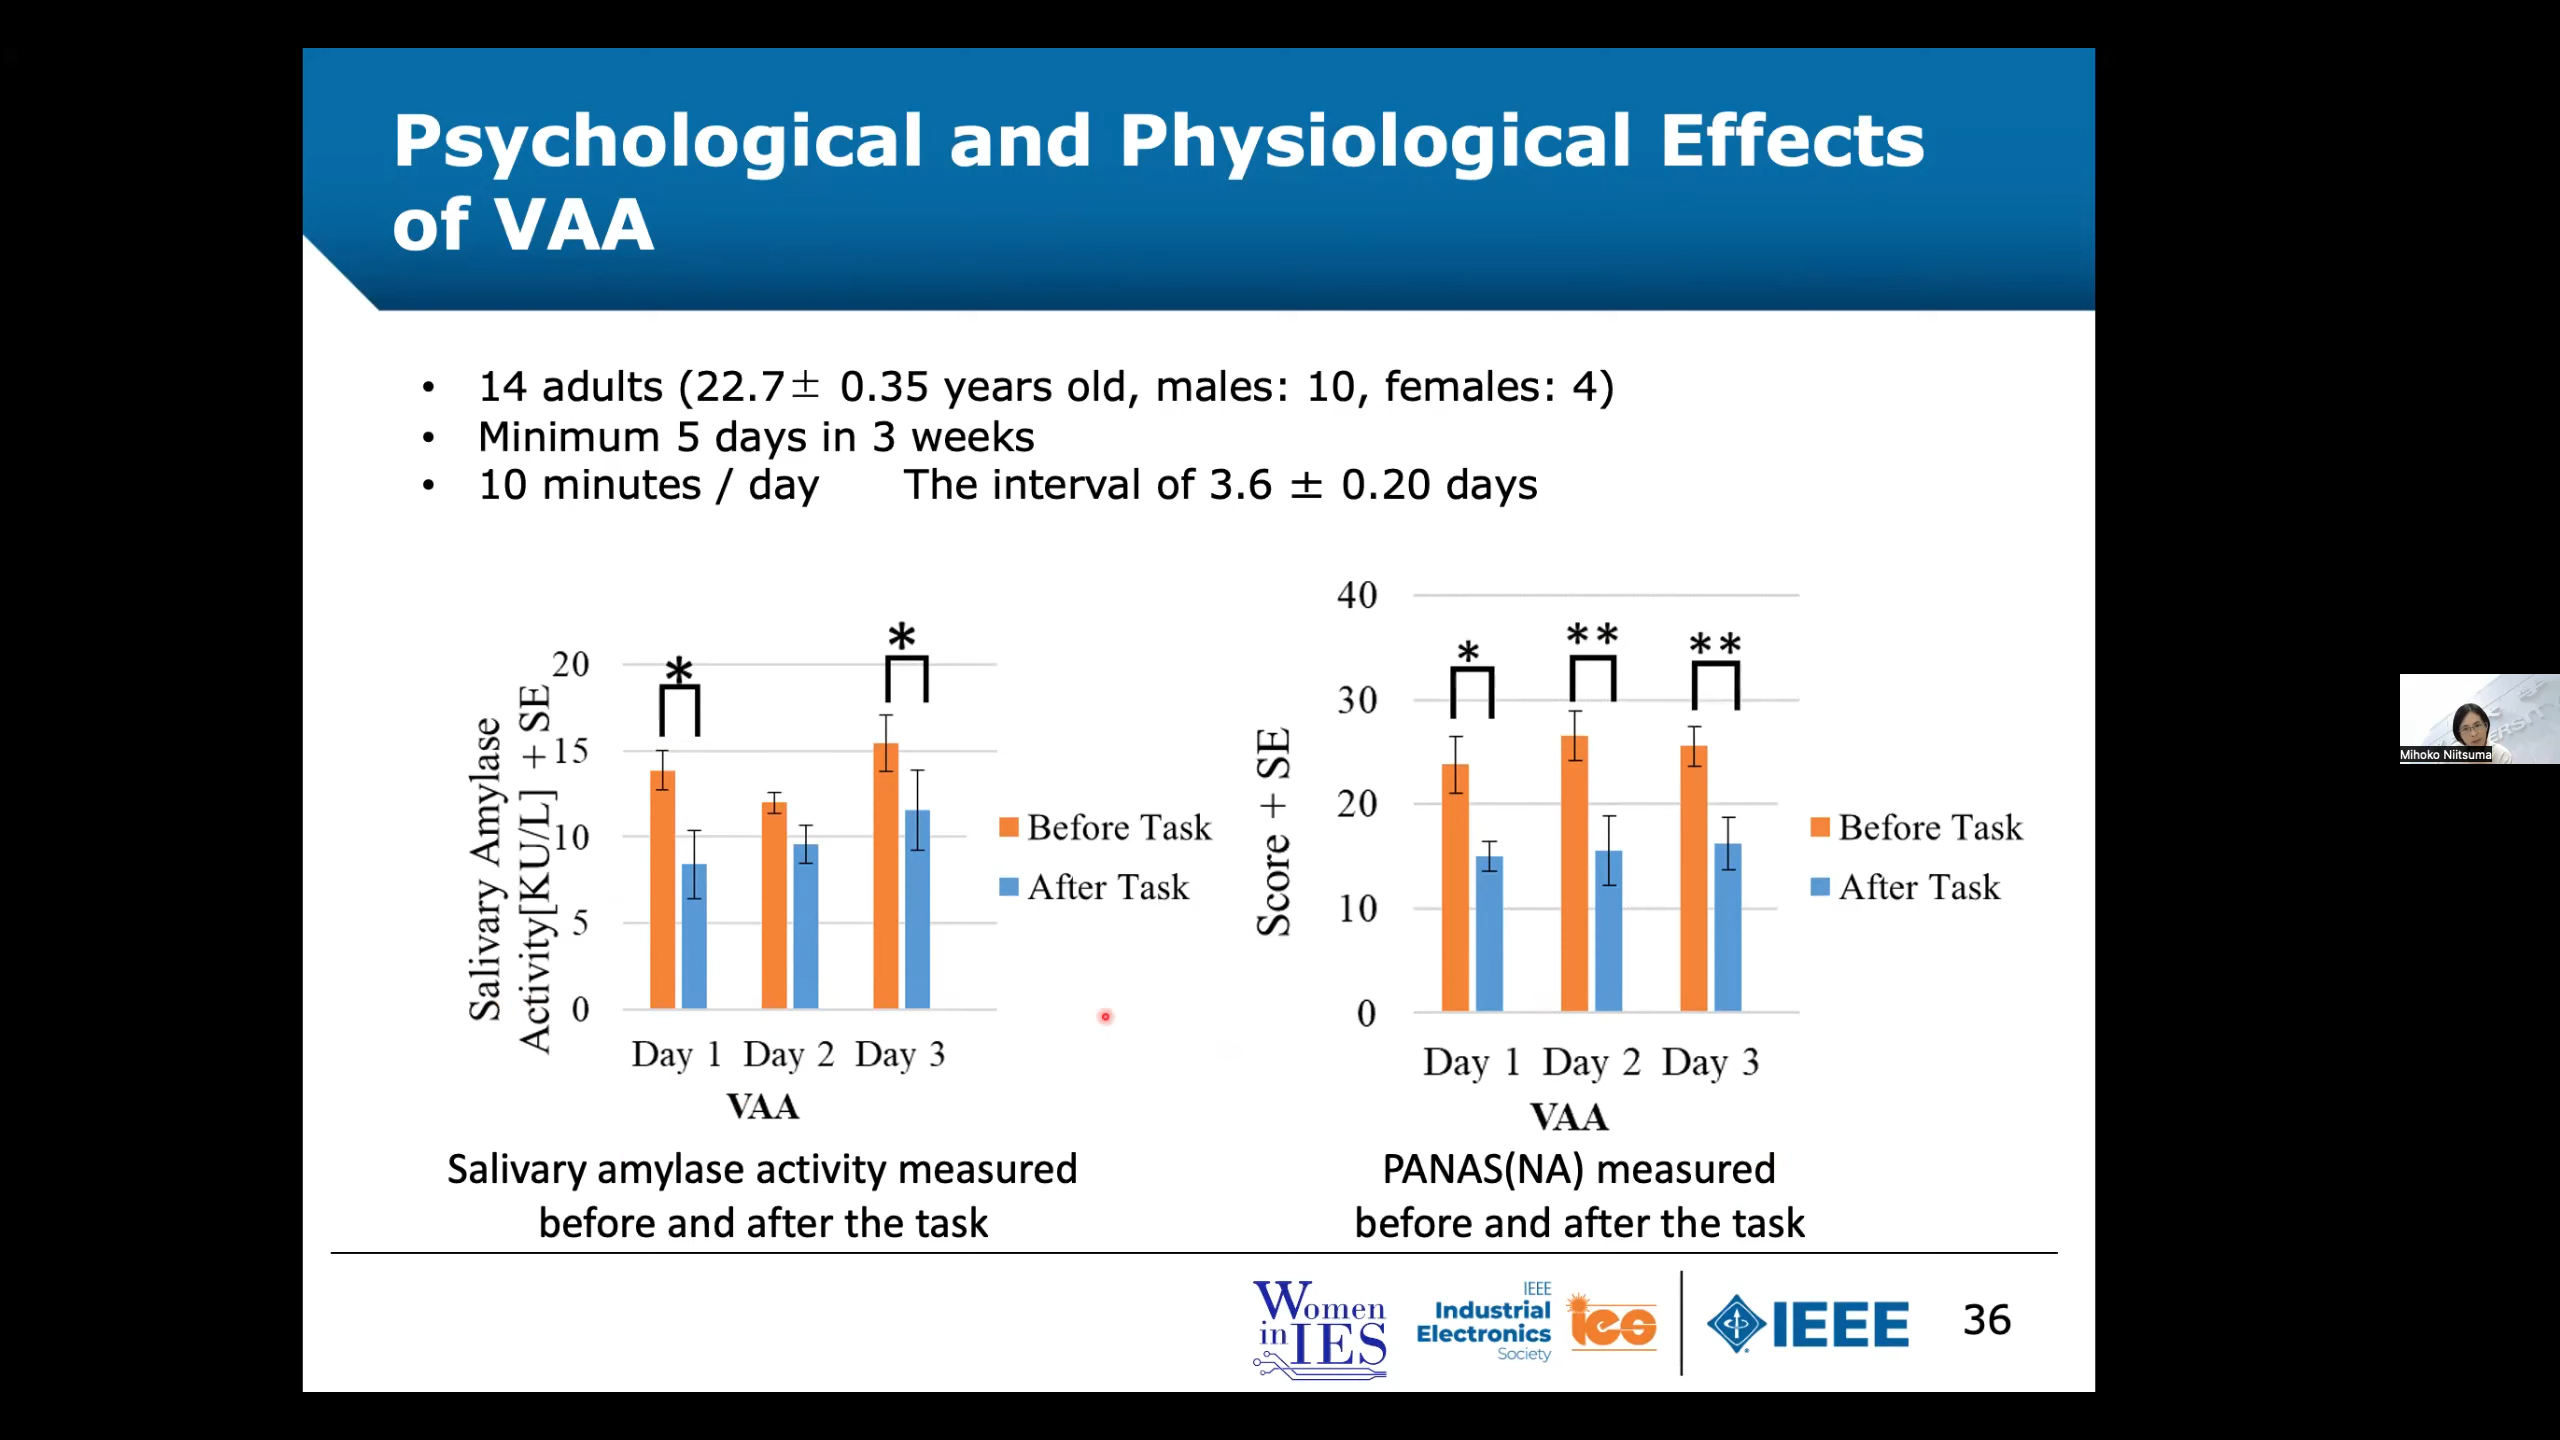 Psychological and Physiological Effects
of VAA
• 14 adults (22.7± 0.35 years old, males: 10, females: 4)
• Minimum 5 days in 3 weeks
• 10 minutes / day The interval of 3.6 ± 0.20 days
Salivary Amylase
Activity[KU/L] +SE
20
15
10
5
0
*
*
Before Task
After Task
Day 1 Day 2 Day 3
VAA
Salivary amylase activity measured
before and after the task
Score + SE
40
30
20
10
0
*
**
**
Before Task
After Task
Day 1 Day 2 Day 3
VAA
PANAS(NA) measured
before and after the task
Mihoko Niitsuma
Women
in IES
IEEE
Industrial
Electronics
Society
ies
IEEE
36